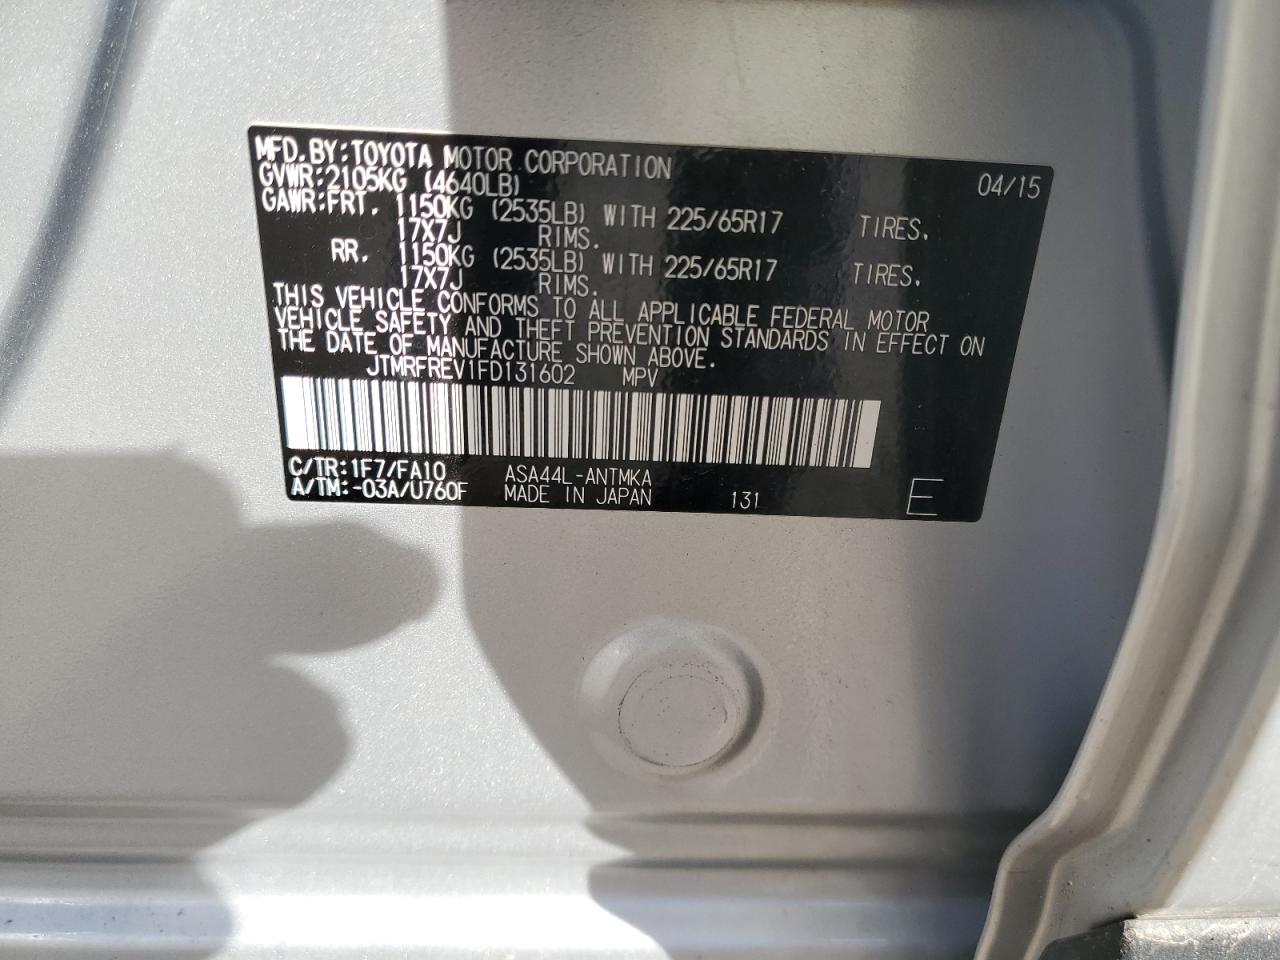 MFD.BY:TOYOTA MOTOR CORPORATION 04/15
GVWR:2105KG (4640LB)
GAWR:FRT. 1150KG (2535LB) WITH 225/65R17 TIRES.
17X7J RIMS.
RR. 1150KG (2535LB) WITH 225/65R17 TIRES.
17X7J RIMS.
THIS VEHICLE CONFORMS TO ALL APPLICABLE FEDERAL MOTOR
VEHICLE SAFETY AND THEFT PREVENTION STANDARDS IN EFFECT ON
THE DATE OF MANUFACTURE SHOWN ABOVE.
JTMRFREV1FD131602 MPV
C/TR:1F7/FA10 ASA44L-ANTMKA
A/TM:-03A/U760F MADE IN JAPAN 131 E